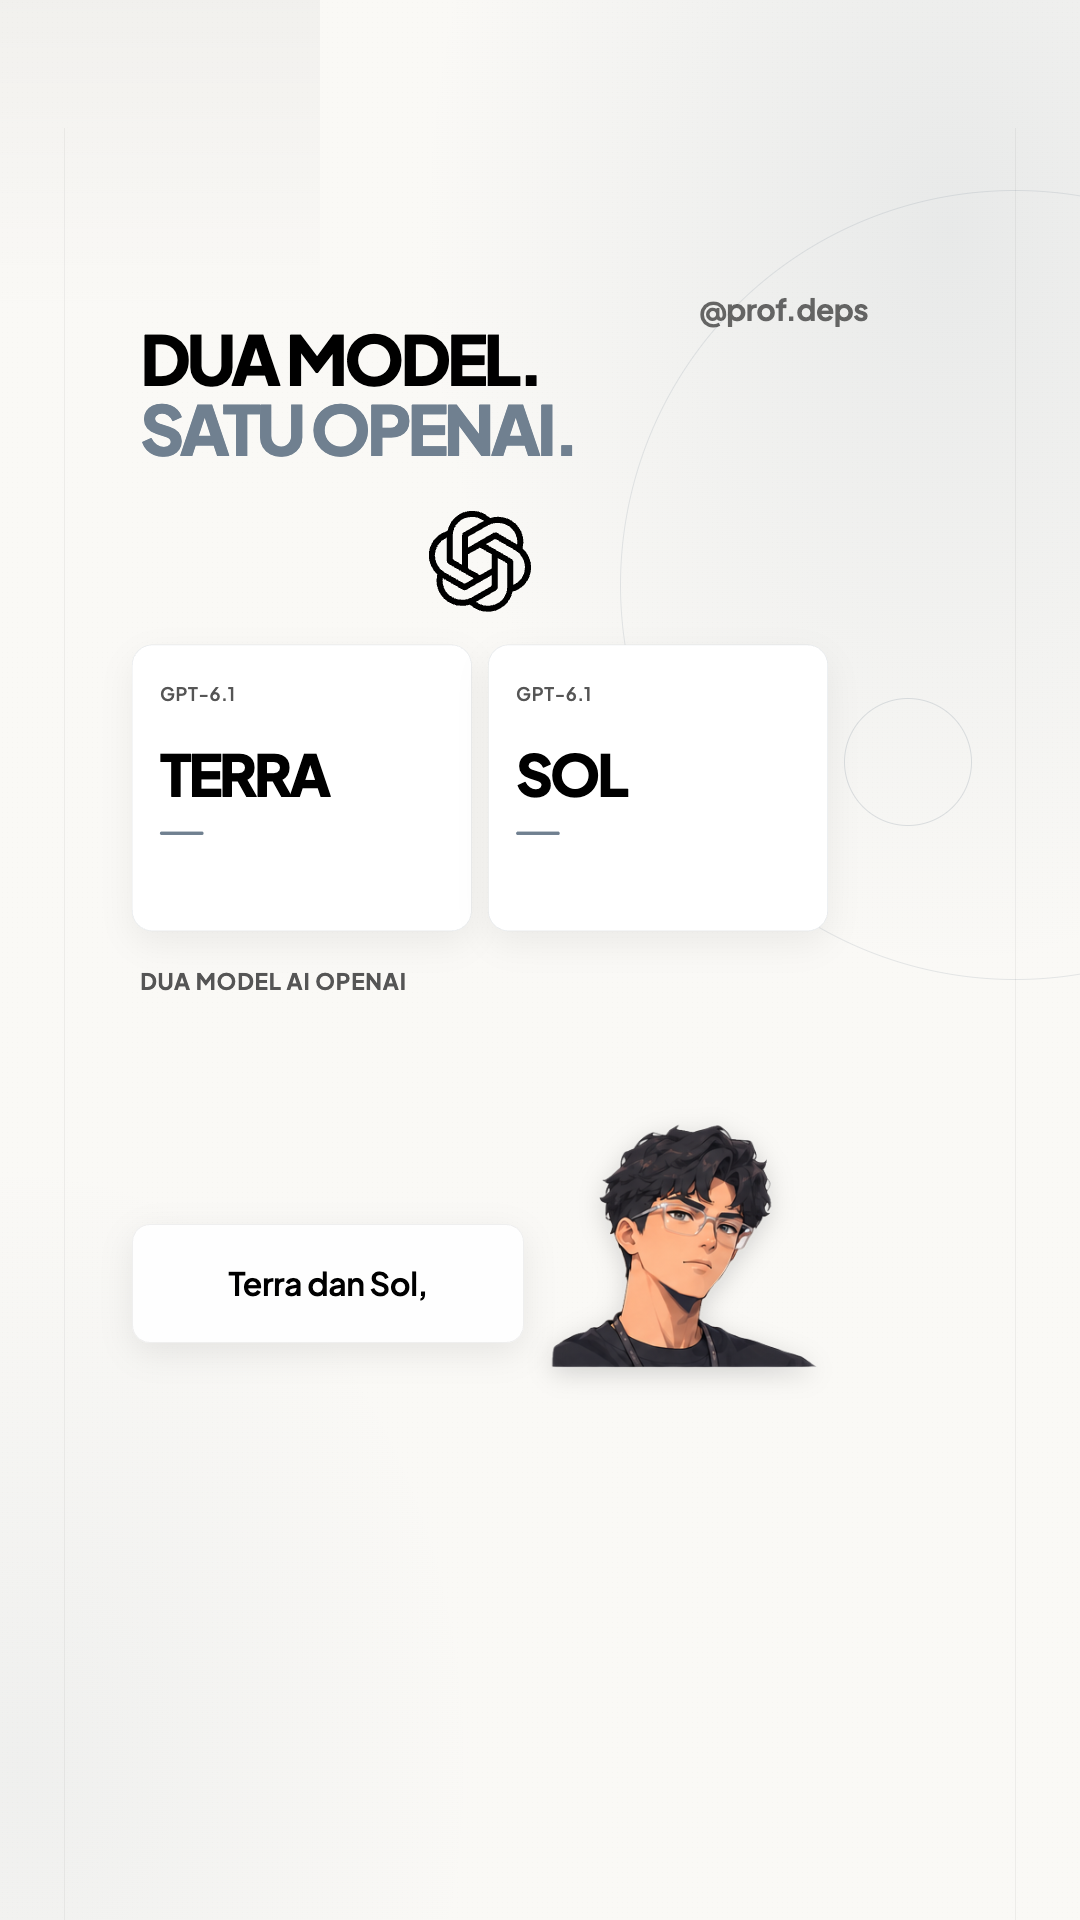 @prof.deps
DUA MODEL.
SATU OPENAI.
GPT-6.1
TERRA
GPT-6.1
SOL
DUA MODEL AI OPENAI
Terra dan Sol,